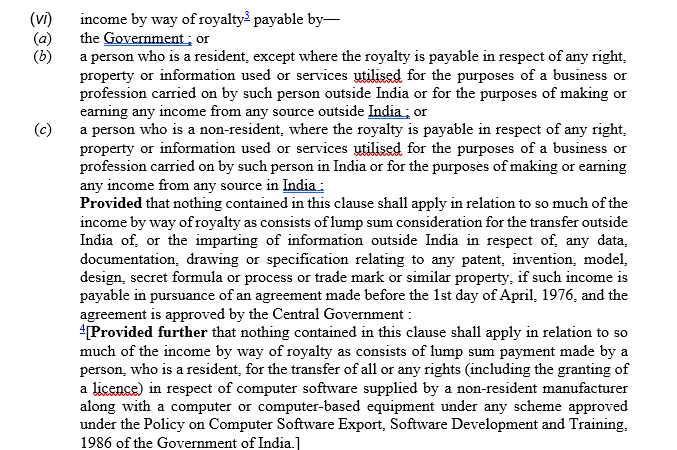 (vi) income by way of royalty3 payable by—
(a) the Government ; or
(b) a person who is a resident, except where the royalty is payable in respect of any right,
property or information used or services utilised for the purposes of a business or
profession carried on by such person outside India or for the purposes of making or
earning any income from any source outside India ; or
(c) a person who is a non-resident, where the royalty is payable in respect of any right,
property or information used or services utilised for the purposes of a business or
profession carried on by such person in India or for the purposes of making or earning
any income from any source in India :
Provided that nothing contained in this clause shall apply in relation to so much of the
income by way of royalty as consists of lump sum consideration for the transfer outside
India of, or the imparting of information outside India in respect of, any data,
documentation, drawing or specification relating to any patent, invention, model,
design, secret formula or process or trade mark or similar property, if such income is
payable in pursuance of an agreement made before the 1st day of April, 1976, and the
agreement is approved by the Central Government :
4[Provided further that nothing contained in this clause shall apply in relation to so
much of the income by way of royalty as consists of lump sum payment made by a
person, who is a resident, for the transfer of all or any rights (including the granting of
a licence) in respect of computer software supplied by a non-resident manufacturer
along with a computer or computer-based equipment under any scheme approved
under the Policy on Computer Software Export, Software Development and Training,
1986 of the Government of India.]